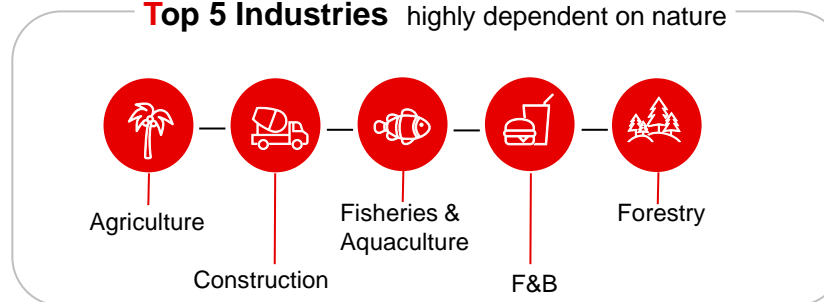 Top 5 Industries highly dependent on nature
Agriculture
Construction
Fisheries &
Aquaculture
F&B
Forestry